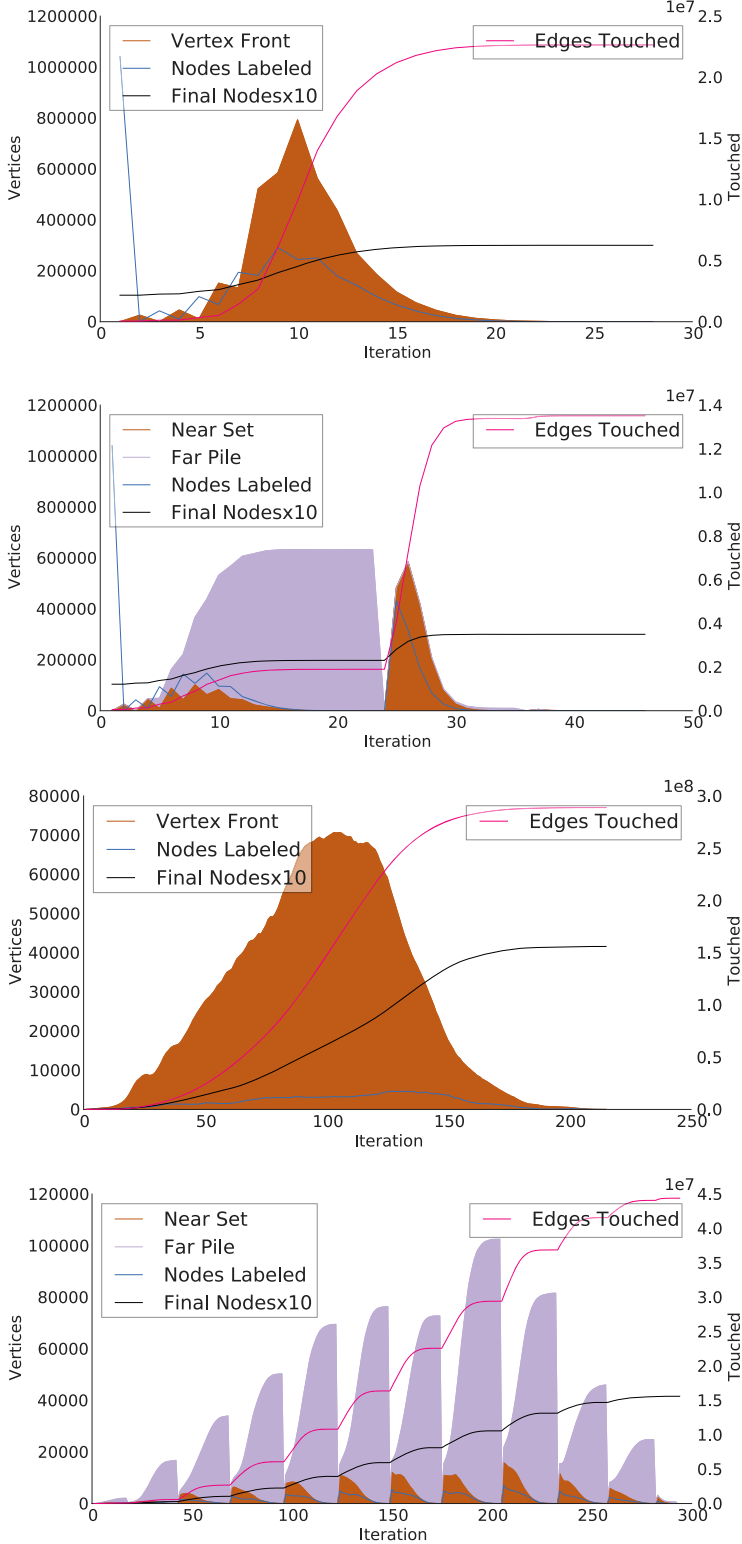 1e7
1200000
1000000
800000
600000
400000
200000
0
Vertices
Vertex Front
Nodes Labeled
Final Nodesx10
Edges Touched
2.5
2.0
1.5
1.0
0.5
0.0
Touched
0 5 10 15 20 25 30
Iteration
1e7
1200000
1000000
800000
600000
400000
200000
0
Vertices
Near Set
Far Pile
Nodes Labeled
Final Nodesx10
Edges Touched
1.4
1.2
1.0
0.8
0.6
0.4
0.2
0.0
Touched
0 10 20 30 40 50
Iteration
1e8
80000
70000
60000
50000
40000
30000
20000
10000
0
Vertices
Vertex Front
Nodes Labeled
Final Nodesx10
Edges Touched
3.0
2.5
2.0
1.5
1.0
0.5
0.0
Touched
0 50 100 150 200 250
Iteration
1e7
120000
100000
80000
60000
40000
20000
0
Vertices
Near Set
Far Pile
Nodes Labeled
Final Nodesx10
Edges Touched
4.5
4.0
3.5
3.0
2.5
2.0
1.5
1.0
0.5
0.0
Touched
0 50 100 150 200 250 300
Iteration